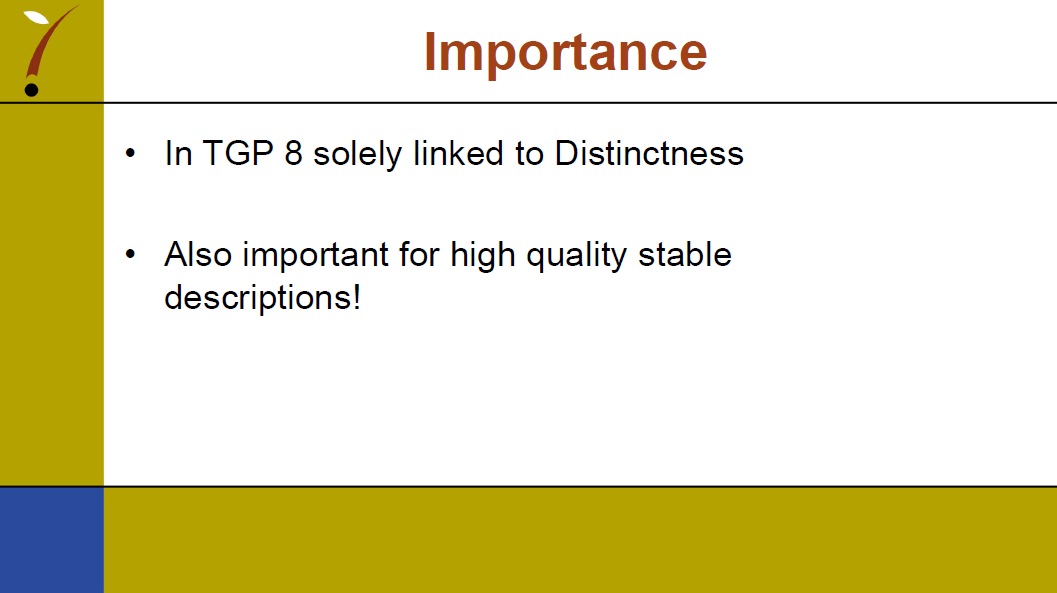 Importance
• In TGP 8 solely linked to Distinctness
• Also important for high quality stable
descriptions!